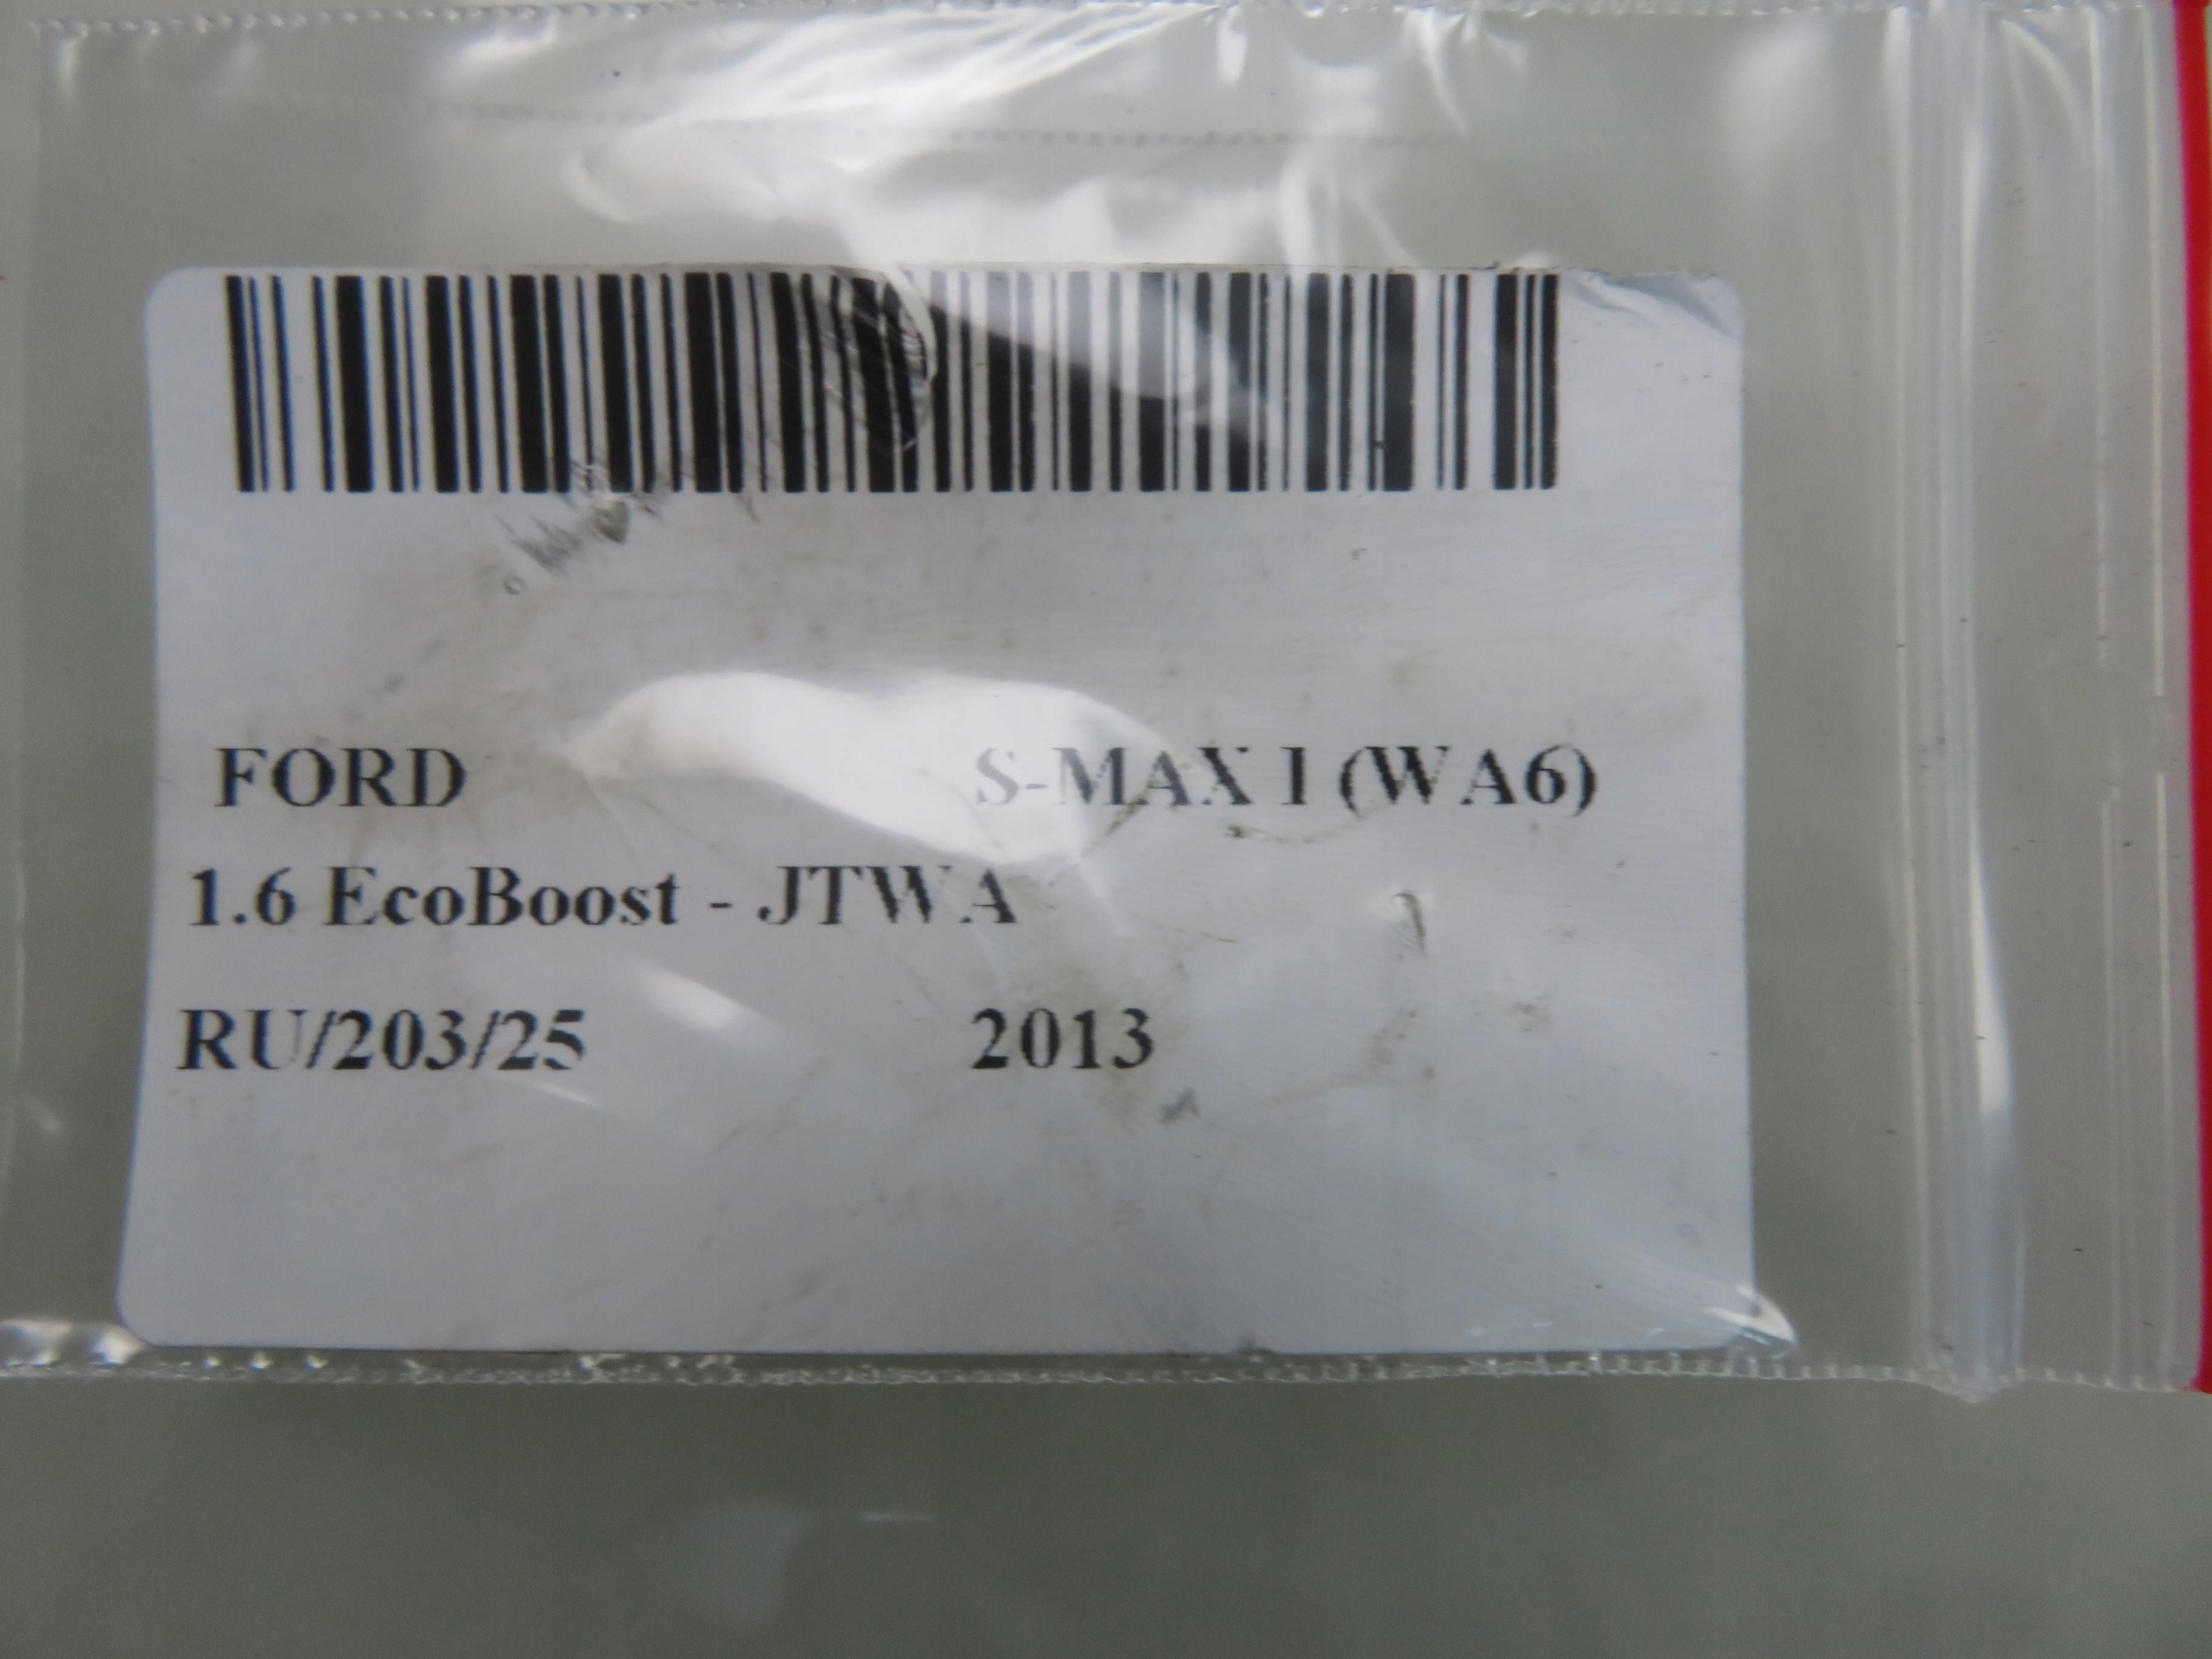 FORD S-MAX I (WA6)
1.6 EcoBoost - JTWA
RU/203/25 2013